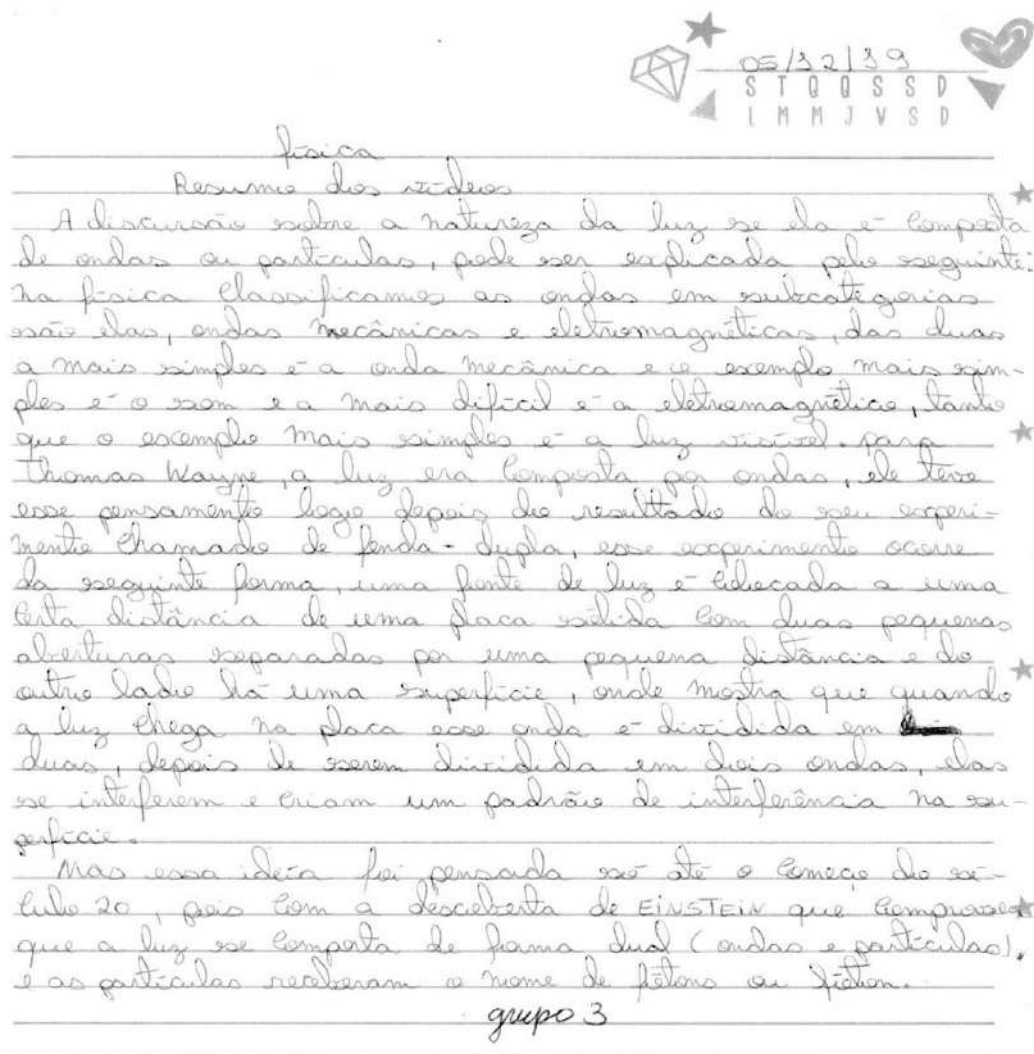 05/12/19
S T Q Q S S D
L M M J V S D
física
Resumo dos vídeos
A discursão sobre a natureza da luz se ela é composta
de ondas ou partículas, pode ser explicada pelo seguinte:
na física classificamos as ondas em subcategorias
são elas, ondas mecânicas e eletromagnéticas, das duas
a mais simples é a onda mecânica e o exemplo mais sim-
ples é o som e a mais difícil é a eletromagnético, tanto
que o exemplo mais simples é a luz visível. para
Thomas Wayne, a luz era composta por ondas, ele teve
esse pensamento logo depois do resultado do seu experi-
mento chamado de fenda-dupla, esse experimento ocorre
da seguinte forma, uma fonte de luz é colocada a uma
certa distância de uma placa sólida com duas pequenas
aberturas separadas por uma pequena distância e do
outro lado há uma superfície, onde mostra que quando
a luz chega na placa esse onda é dividida em
duas, depois de serem dividida em dois ondas, elas
se interferem e criam um padrão de interferência na su-
perfície.
Mas essa idéia foi pensada só até o começo do sé-
culo 20, pois com a descoberta de EINSTEIN que comprovou
que a luz se comporta de forma dual (ondas e partículas),
e as partículas receberam o nome de fótons ou fóton.
grupo 3